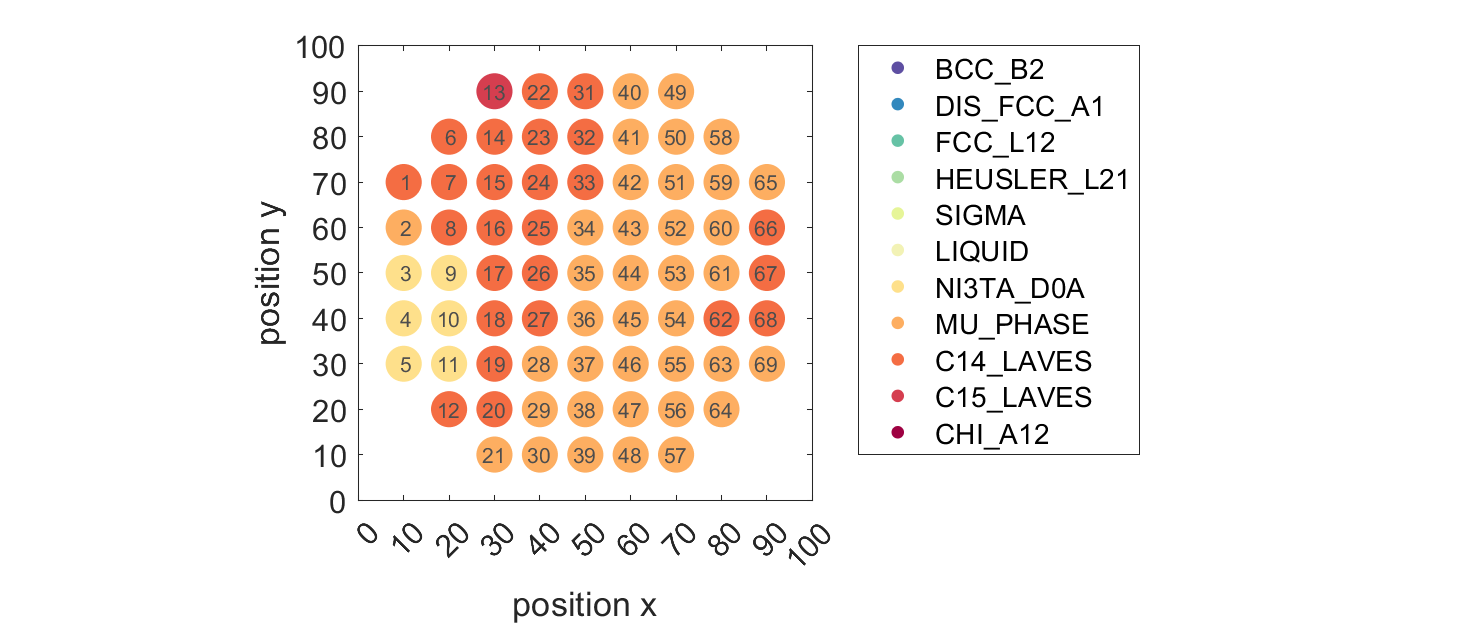 100
90 13 22 31 40 49
80 6 14 23 32 41 50 58
70 1 7 15 24 33 42 51 59 65
60 2 8 16 25 34 43 52 60 66
50 3 9 17 26 35 44 53 61 67
40 4 10 18 27 36 45 54 62 68
30 5 11 19 28 37 46 55 63 69
20 12 20 29 38 47 56 64
10 21 30 39 48 57
0
0 10 20 30 40 50 60 70 80 90 100
position x
position y
BCC_B2
DIS_FCC_A1
FCC_L12
HEUSLER_L21
SIGMA
LIQUID
NI3TA_D0A
MU_PHASE
C14_LAVES
C15_LAVES
CHI_A12